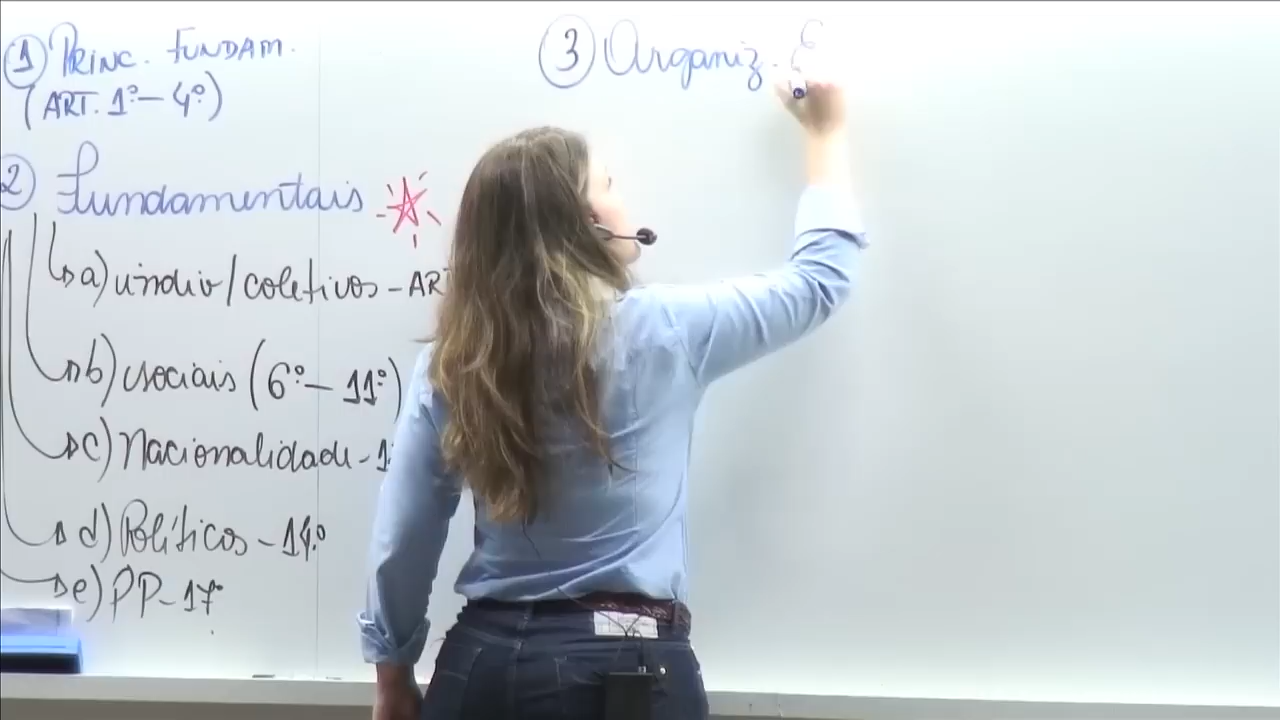 1 PRINC. FUNDAM.
(ART. 1º - 4º)
2 Fundamentais
a) indiv/coletivos - AR
b) sociais (6º - 11º)
c) Nacionalidade - 1
d) Políticos - 14º
e) PP - 17
3 Organiz. E